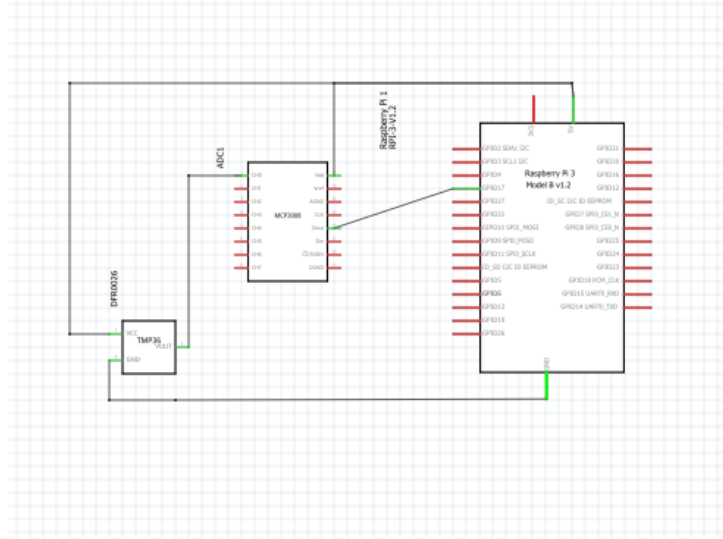 Raspberry Pi 1
RPI-3-V1.2
ADC1
MCP3008
CH0
CH1
CH2
CH3
CH4
CH5
CH6
CH7
Vref
AGND
CLK
Dout
Din
DGND
DFR0026
TMP36
VCC
VOUT
GND
Raspberry Pi 3
Model B v1.2
3V3
5V
GPIO2 SDA1 I2C
GPIO3 SCL1 I2C
GPIO4
GPIO17
GPIO27
GPIO22
GPIO10 SPI0_MOSI
GPIO9 SPI0_MISO
GPIO11 SPI0_SCLK
ID_SD I2C ID EEPROM
GPIO5
GPIO6
GPIO13
GPIO19
GPIO26
GPIO21
GPIO20
GPIO16
GPIO12
ID_SC I2C ID EEPROM
GPIO7 SPI0_CE1_N
GPIO8 SPI0_CE0_N
GPIO25
GPIO24
GPIO23
GPIO18 PCM_CLK
GPIO15 UART0_RXD
GPIO14 UART0_TXD
GND